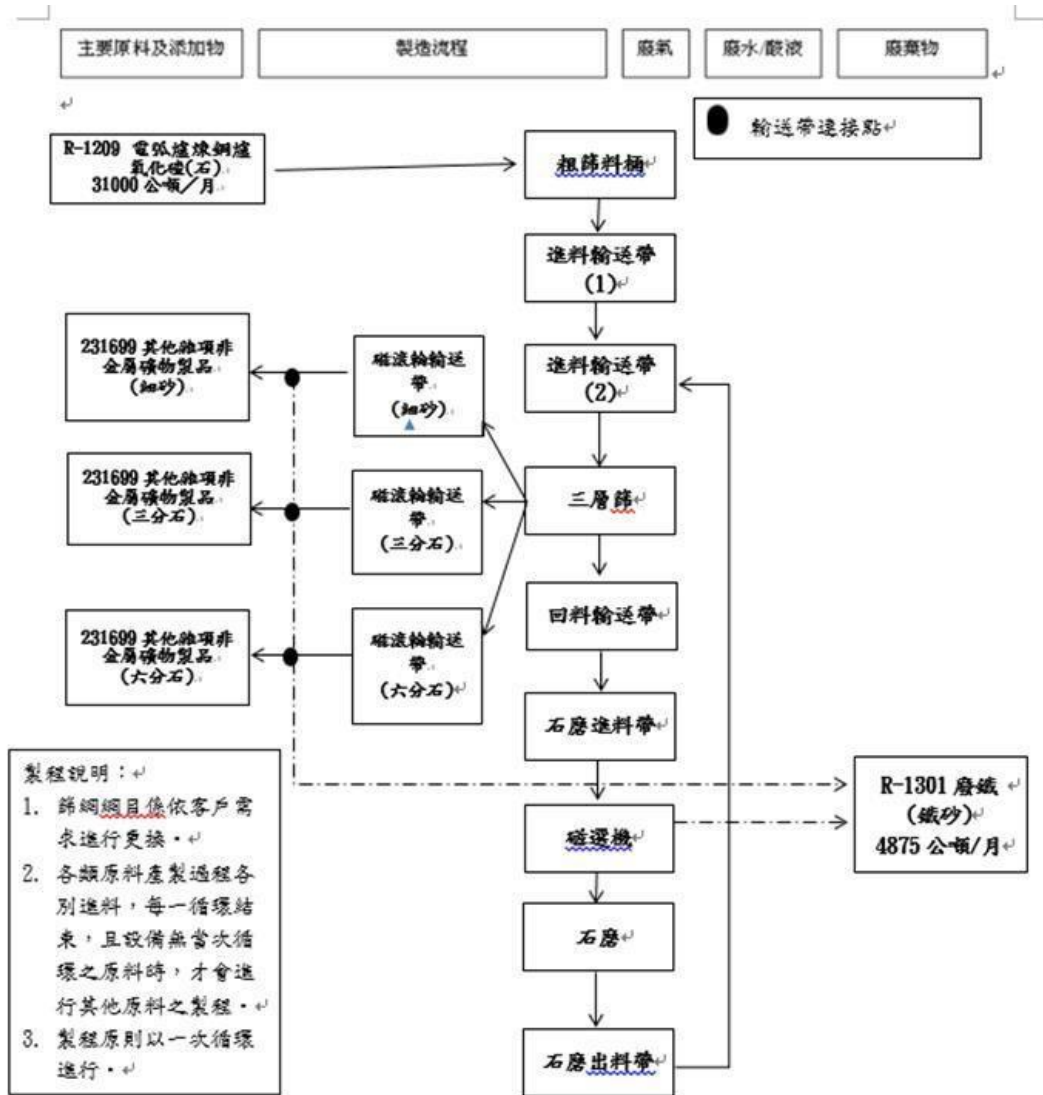 主要原料及添加物
製造流程
廢氣
廢水/酸液
廢棄物
輸送帶連接點
R-1209 電弧爐煉鋼爐
氧化碴(石)
31000 公噸/月
粗篩料桶
進料輸送帶
(1)
進料輸送帶
(2)
231699 其他雜項非
金屬礦物製品
(細砂)
磁滾輪輸送
帶
(細砂)
三層篩
231699 其他雜項非
金屬礦物製品
(三分石)
磁滾輪輸送
帶
(三分石)
回料輸送帶
231699 其他雜項非
金屬礦物製品
(六分石)
磁滾輪輸送
帶
(六分石)
石磨進料帶
製程說明：
1. 篩網網目係依客戶需
求進行更換。
2. 各類原料產製過程各
別進料，每一循環結
束，且設備無當次循
環之原料時，才會進
行其他原料之製程。
3. 製程原則以一次循環
進行。
磁選機
R-1301 廢鐵
(鐵砂)
4875 公噸/月
石磨
石磨出料帶